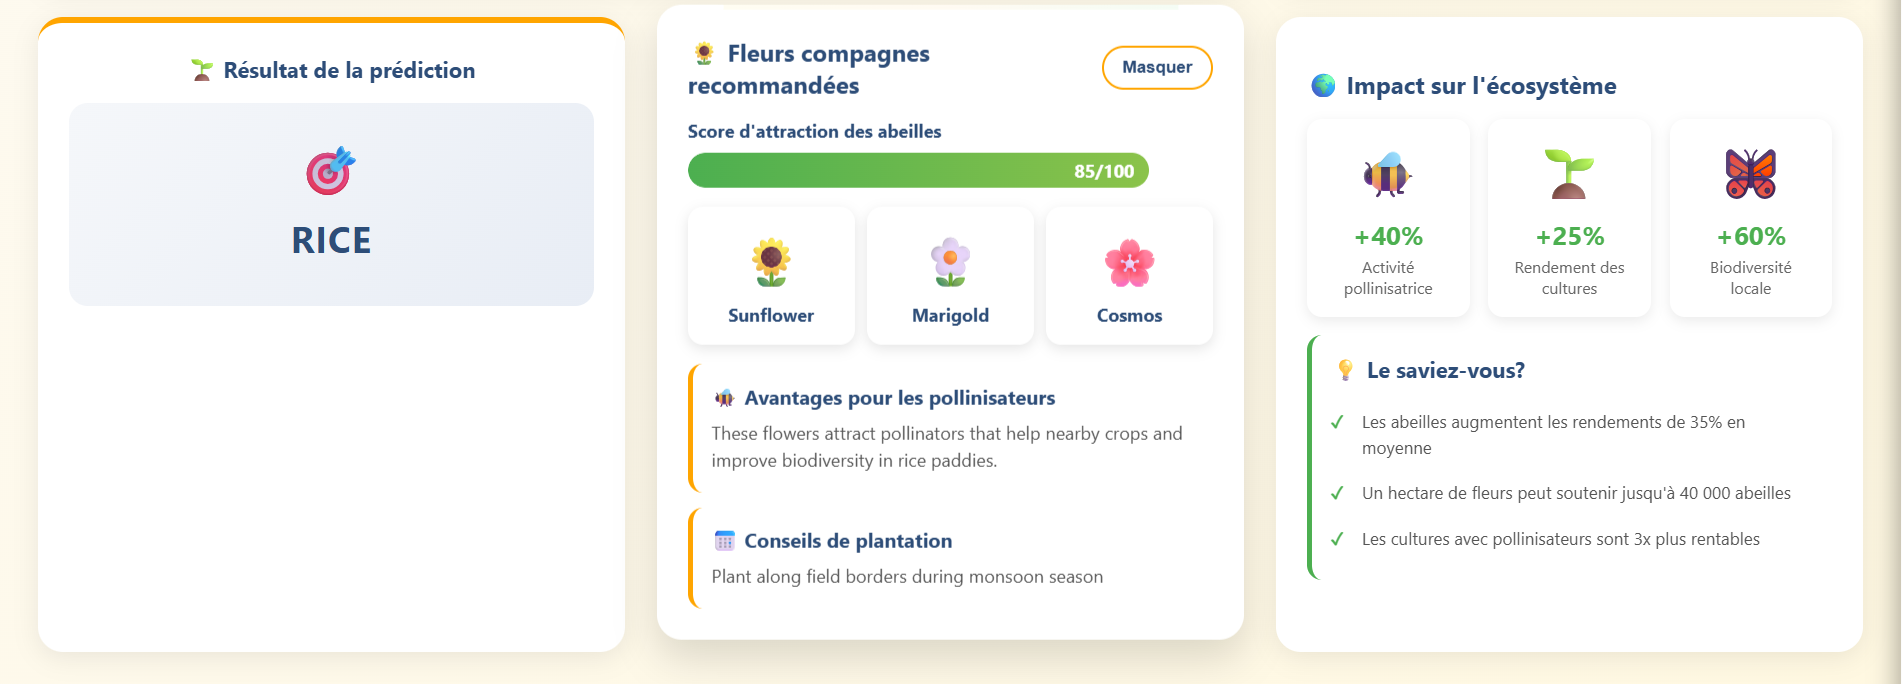 Résultat de la prédiction
RICE
Fleurs compagnes
recommandées
Masquer
Score d'attraction des abeilles
85/100
Sunflower
Marigold
Cosmos
Avantages pour les pollinisateurs
These flowers attract pollinators that help nearby crops and
improve biodiversity in rice paddies.
Conseils de plantation
Plant along field borders during monsoon season
Impact sur l'écosystème
+40%
Activité
pollinisatrice
+25%
Rendement des
cultures
+60%
Biodiversité
locale
Le saviez-vous?
Les abeilles augmentent les rendements de 35% en
moyenne
Un hectare de fleurs peut soutenir jusqu'à 40 000 abeilles
Les cultures avec pollinisateurs sont 3x plus rentables